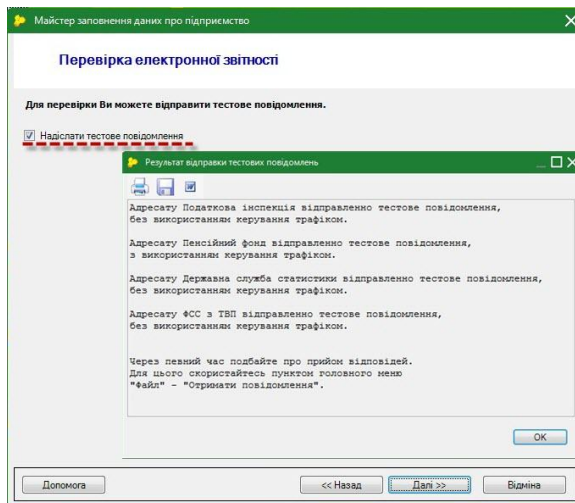 Майстер заповнення даних про підприємство
Перевірка електронної звітності
Для перевірки Ви можете відправити тестове повідомлення.
Надіслати тестове повідомлення
Результат відправки тестових повідомлень
Адресату Податкова інспекція відправленно тестове повідомлення,
без використанням керування трафіком.
Адресату Пенсійний фонд відправленно тестове повідомлення,
з використанням керування трафіком.
Адресату Державна служба статистики відправленно тестове повідомлення,
без використанням керування трафіком.
Адресату ФСС з ТВП відправленно тестове повідомлення,
без використанням керування трафіком.
Через певний час подбайте про прийом відповідей.
Для цього скористайтесь пунктом головного меню
"Файл" - "Отримати повідомлення".
OK
Допомога
<< Назад
Далі >>
Відміна